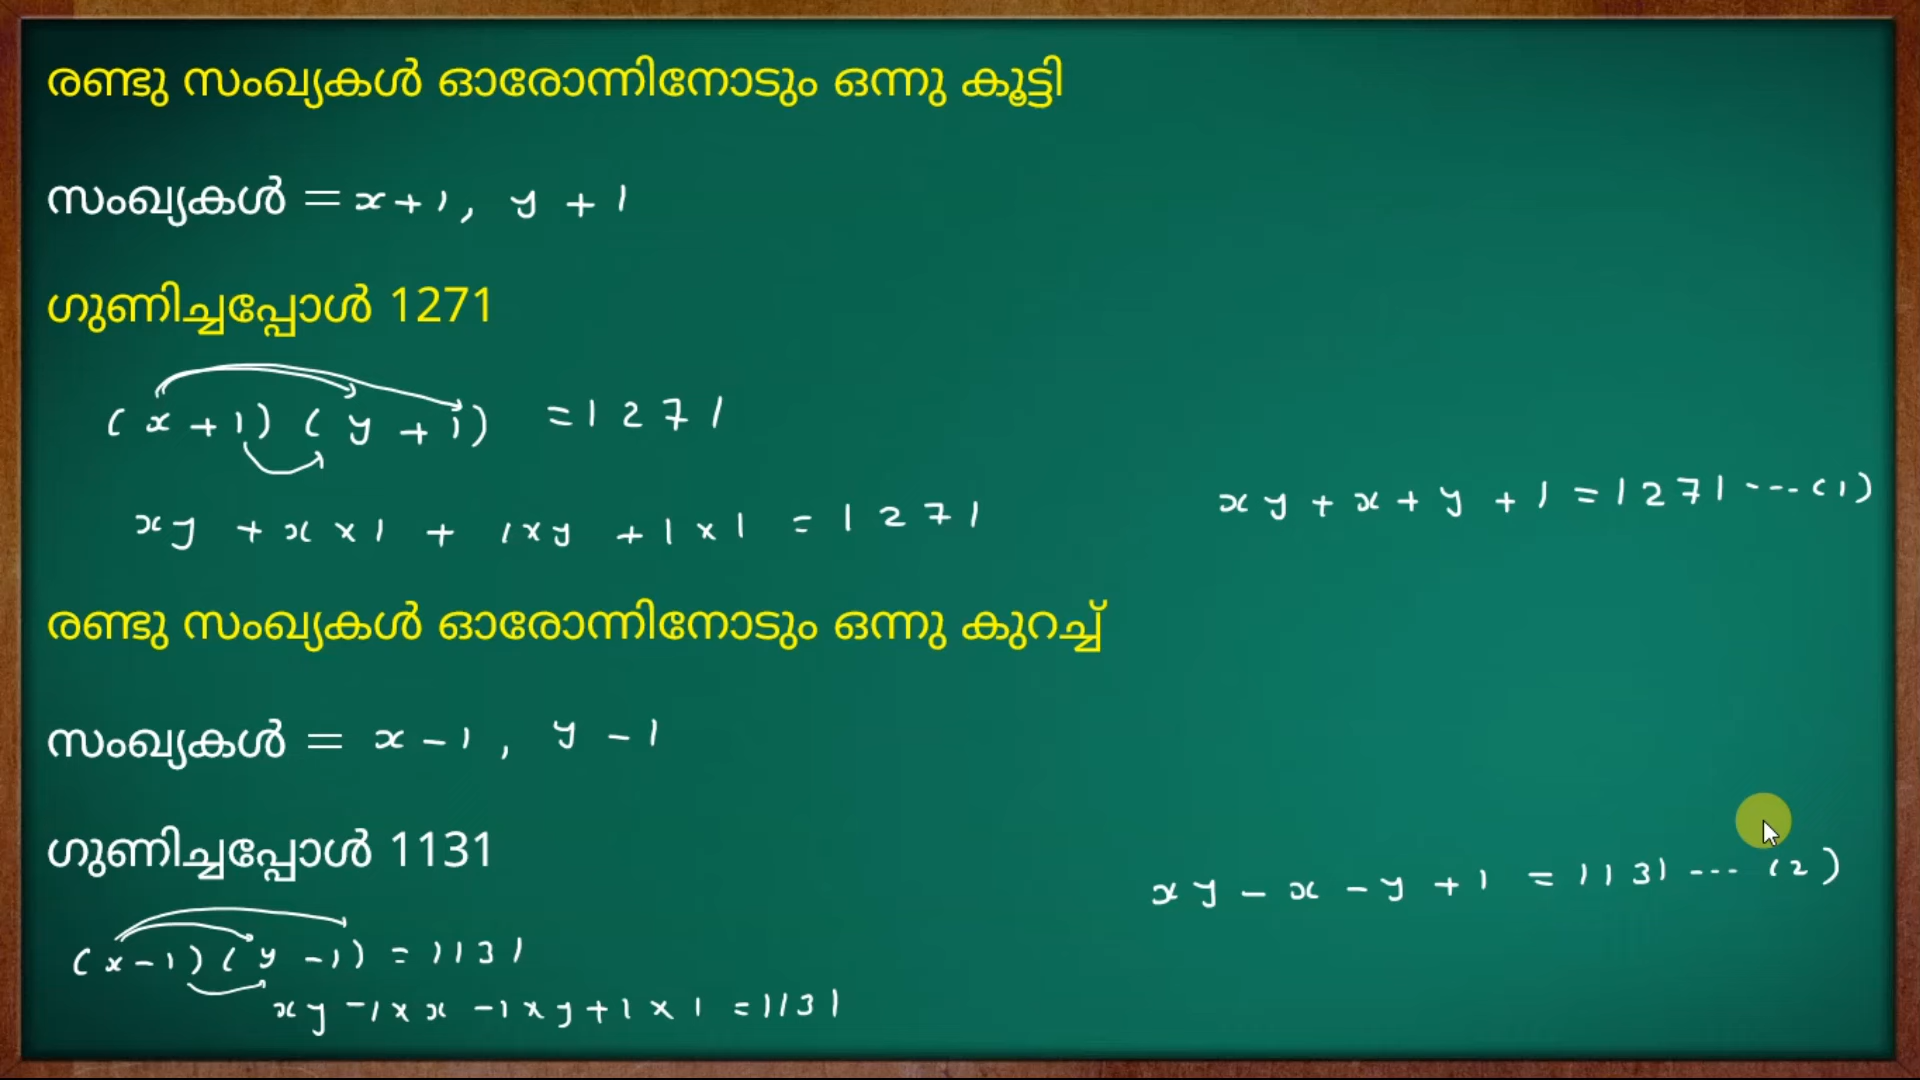 രണ്ടു സംഖ്യകൾ ഓരോന്നിനോടും ഒന്നു കൂട്ടി
സംഖ്യകൾ = x+1, y + 1
ഗുണിച്ചപ്പോൾ 1271
(x+1)(y+1) = 1271
xy + x×1 + 1×y + 1×1 = 1271
xy + x + y + 1 = 1271 --- (1)
രണ്ടു സംഖ്യകൾ ഓരോന്നിനോടും ഒന്നു കുറച്ച്
സംഖ്യകൾ = x - 1, y - 1
ഗുണിച്ചപ്പോൾ 1131
xy - x - y + 1 = 1131 --- (2)
(x-1)(y-1) = 1131
xy -1×x -1×y+1×1 =1131